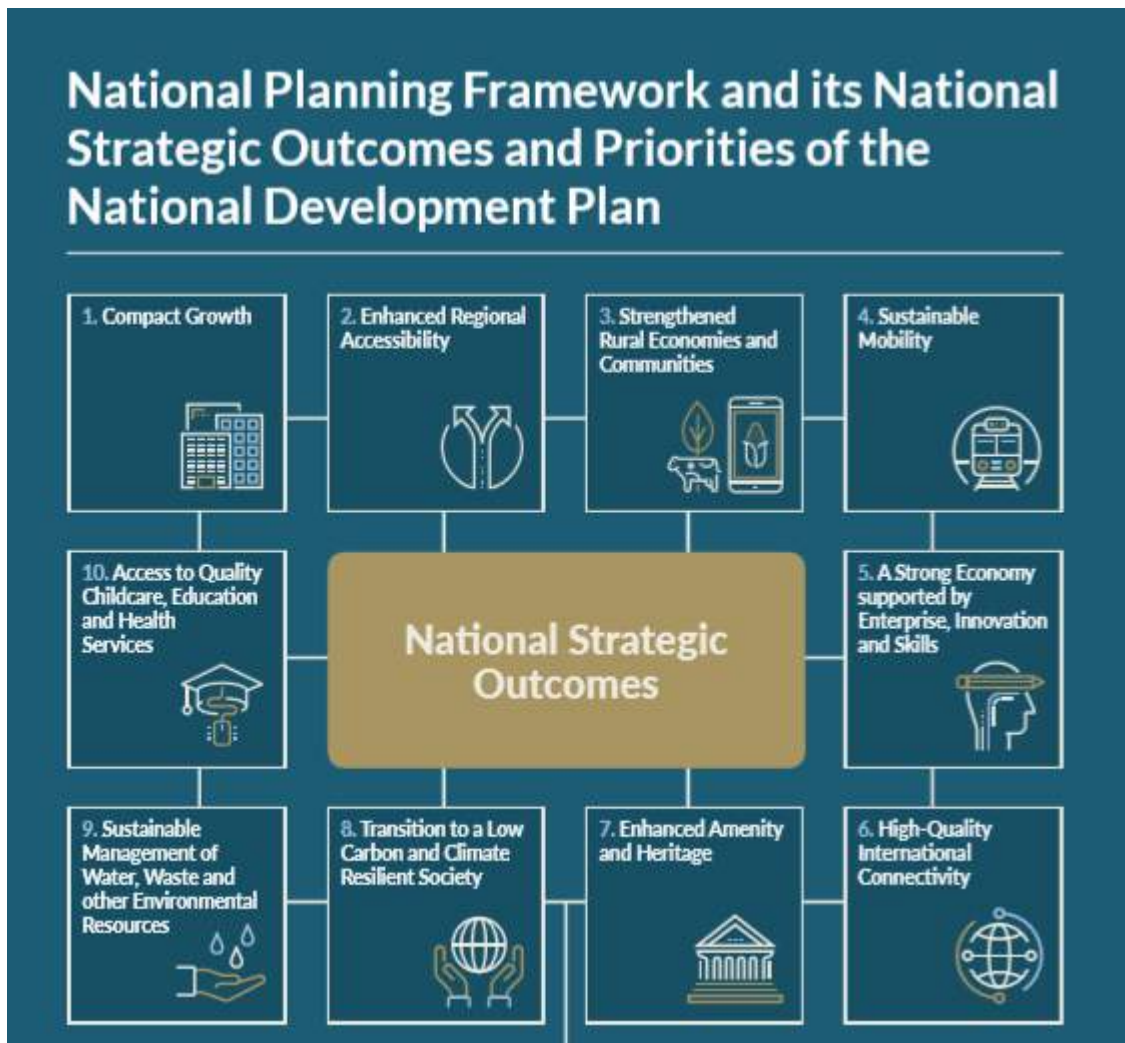 National Planning Framework and its National
Strategic Outcomes and Priorities of the
National Development Plan
1. Compact Growth
2. Enhanced Regional
Accessibility
3. Strengthened
Rural Economies and
Communities
4. Sustainable
Mobility
10. Access to Quality
Childcare, Education
and Health
Services
National Strategic
Outcomes
5. A Strong Economy
supported by
Enterprise, Innovation
and Skills
9. Sustainable
Management of
Water, Waste and
other Environmental
Resources
8. Transition to a Low
Carbon and Climate
Resilient Society
7. Enhanced Amenity
and Heritage
6. High-Quality
International
Connectivity